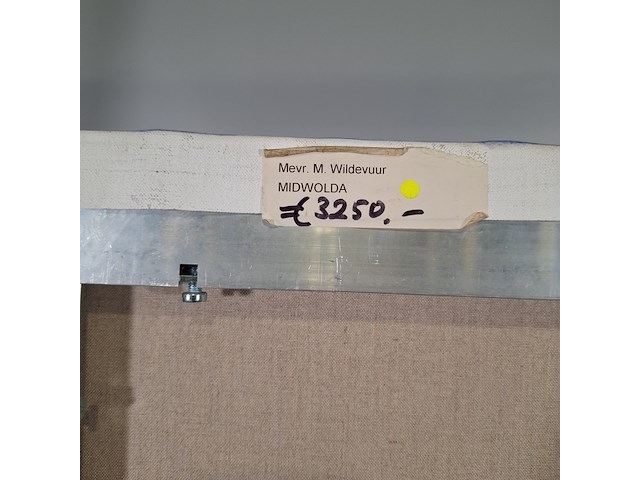 Mevr. M. Wildevuur
MIDWOLDA
€3250,-